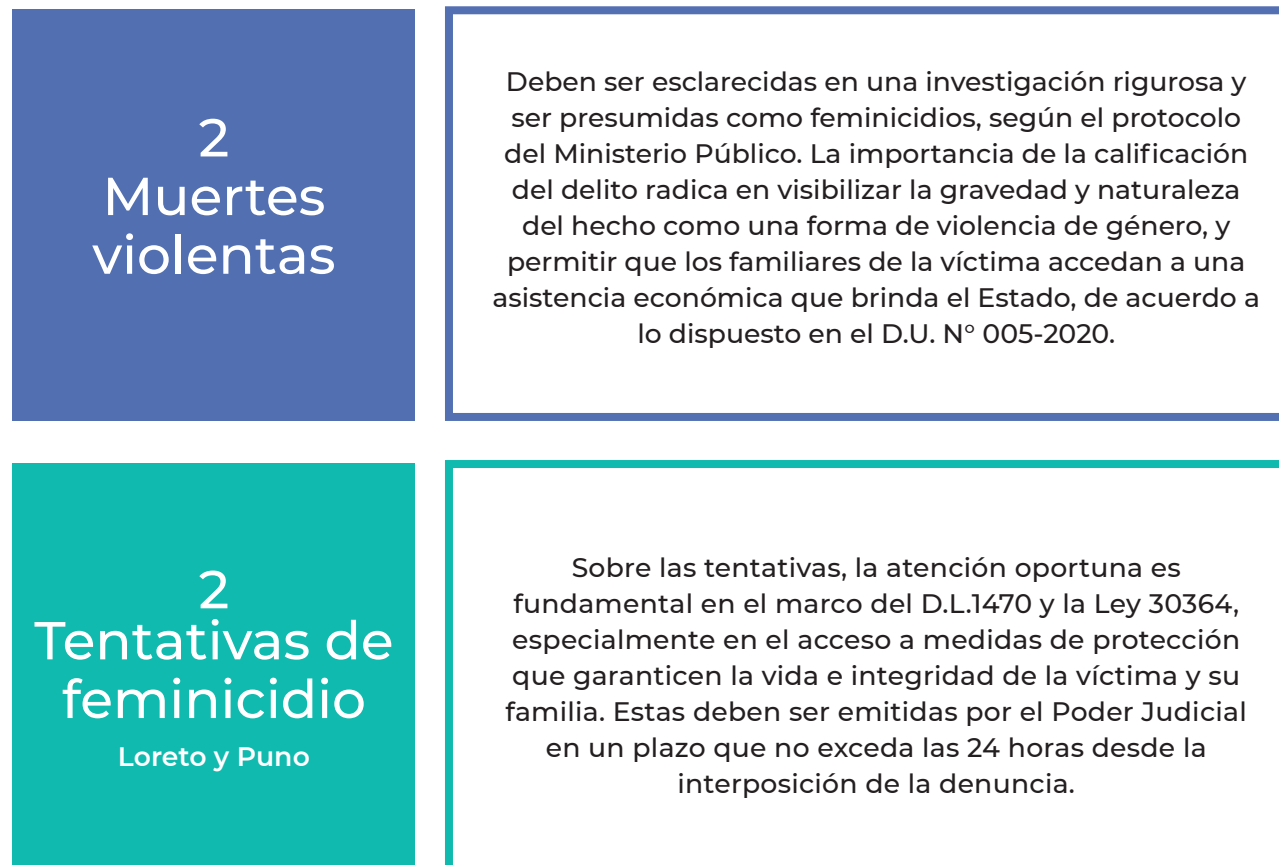 2
Muertes
violentas
Deben ser esclarecidas en una investigación rigurosa y
ser presumidas como feminicidios, según el protocolo
del Ministerio Público. La importancia de la calificación
del delito radica en visibilizar la gravedad y naturaleza
del hecho como una forma de violencia de género, y
permitir que los familiares de la víctima accedan a una
asistencia económica que brinda el Estado, de acuerdo a
lo dispuesto en el D.U. N° 005-2020.
2
Tentativas de
feminicidio
Loreto y Puno
Sobre las tentativas, la atención oportuna es
fundamental en el marco del D.L.1470 y la Ley 30364,
especialmente en el acceso a medidas de protección
que garanticen la vida e integridad de la víctima y su
familia. Estas deben ser emitidas por el Poder Judicial
en un plazo que no exceda las 24 horas desde la
interposición de la denuncia.